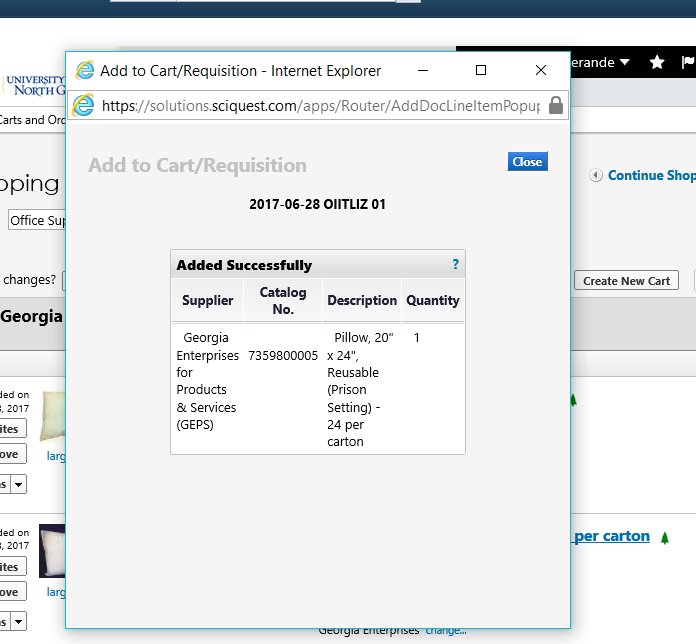 Add to Cart/Requisition - Internet Explorer
erande
UNIVERSITY
NORTH G
https://solutions.sciquest.com/apps/Router/AddDocLineItemPopup
Carts and Ord
Add to Cart/Requisition
Close
Continue Shop
pping
2017-06-28 OIITLIZ 01
Office Sup
Added Successfully ?
changes?
Create New Cart
Supplier Catalog No. Description Quantity
Georgia
Georgia Enterprises for Products & Services (GEPS)
7359800005
Pillow, 20" x 24", Reusable (Prison Setting) - 24 per carton
1
ded on
8, 2017
ites
ove
larg
s
ded on
8, 2017
per carton
ites
ove
larg
s
Georgia Enterprises change...